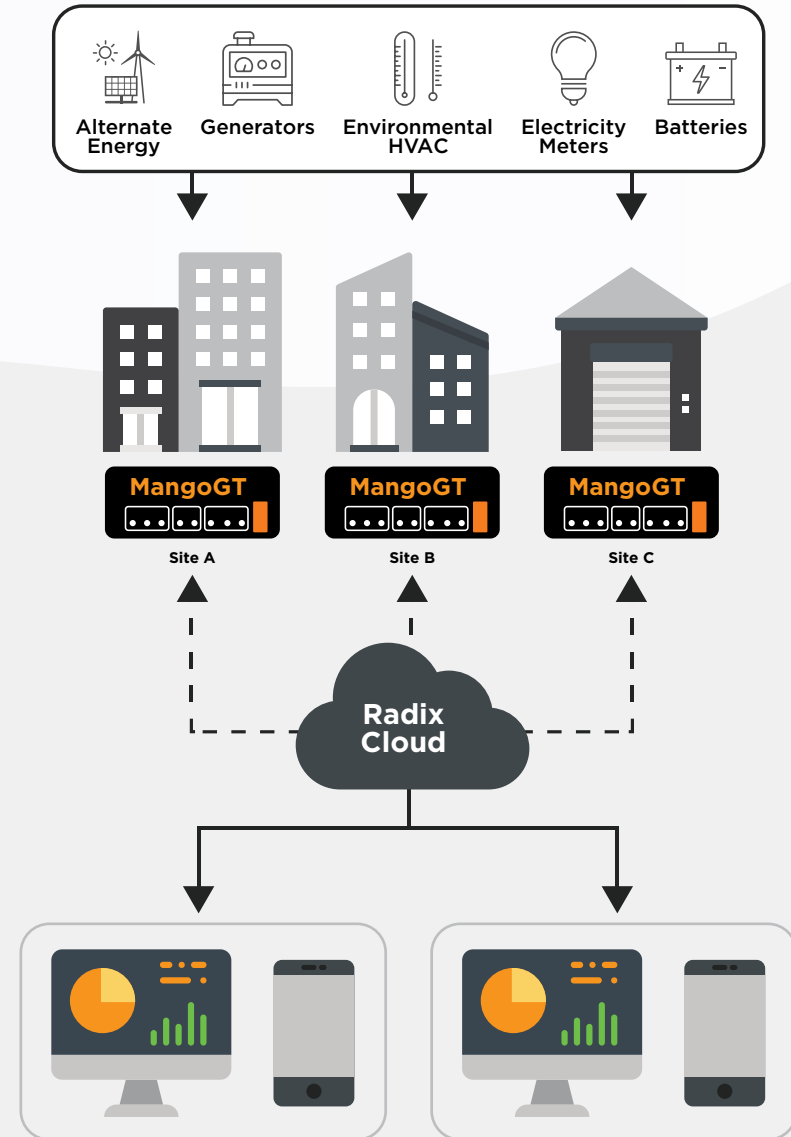 Alternate
Energy
Generators
Environmental
HVAC
Electricity
Meters
Batteries
MangoGT
MangoGT
MangoGT
Site A
Site B
Site C
Radix
Cloud